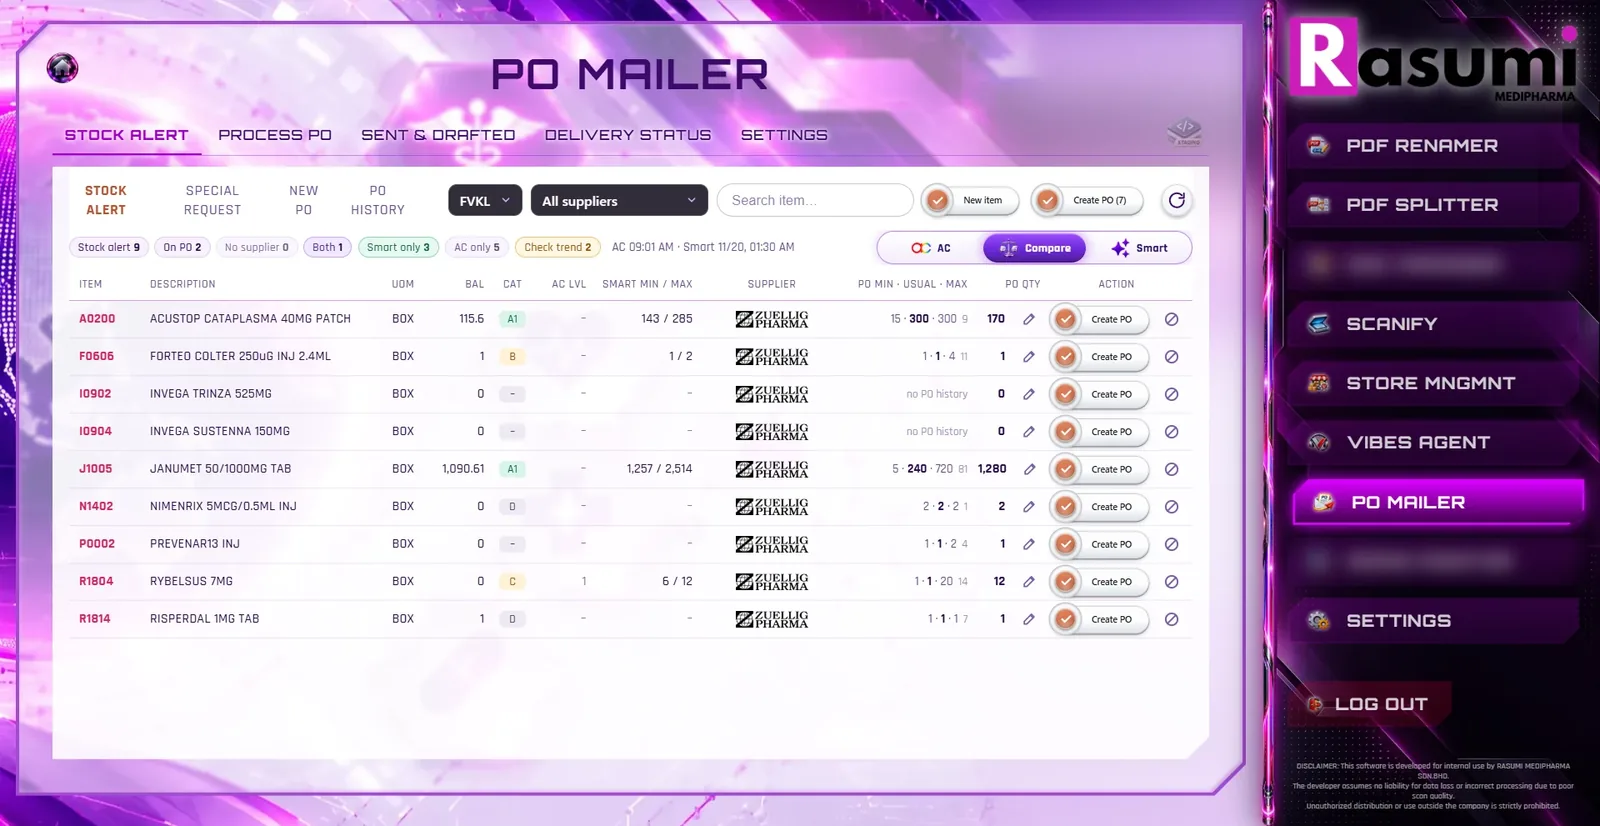 PO MAILER
STOCK ALERT PROCESS PO SENT & DRAFTED DELIVERY STATUS SETTINGS
STOCK ALERT SPECIAL REQUEST NEW PO PO HISTORY FVKL All suppliers Search item... New item Create PO (7)
Stock alert 9 On PO 2 No supplier 0 Both 1 Smart only 3 AC only 5 Check trend 2 AC 09:01 AM · Smart 11/20, 01:30 AM AC Compare Smart
ITEM DESCRIPTION UOM BAL CAT AC LVL SMART MIN / MAX SUPPLIER PO MIN · USUAL · MAX PO QTY ACTION
A0200 ACUSTOP CATAPLASMA 40MG PATCH BOX 115.6 A1 - 143 / 285 ZUELLIG PHARMA 15 · 300 · 300 9 170 Create PO
F0606 FORTEO COLTER 250uG INJ 2.4ML BOX 1 B - 1 / 2 ZUELLIG PHARMA 1 · 1 · 4 11 1 Create PO
I0902 INVEGA TRINZA 525MG BOX 0 - - - ZUELLIG PHARMA no PO history 0 Create PO
I0904 INVEGA SUSTENNA 150MG BOX 0 - - - ZUELLIG PHARMA no PO history 0 Create PO
J1005 JANUMET 50/1000MG TAB BOX 1,090.61 A1 - 1,257 / 2,514 ZUELLIG PHARMA 5 · 240 · 720 81 1,280 Create PO
N1402 NIMENRIX 5MCG/0.5ML INJ BOX 0 D - - ZUELLIG PHARMA 2 · 2 · 2 1 2 Create PO
P0002 PREVENAR13 INJ BOX 0 - - - ZUELLIG PHARMA 1 · 1 · 2 4 1 Create PO
R1804 RYBELSUS 7MG BOX 0 C 1 6 / 12 ZUELLIG PHARMA 1 · 1 · 20 14 12 Create PO
R1814 RISPERDAL 1MG TAB BOX 1 D - - ZUELLIG PHARMA 1 · 1 · 1 7 1 Create PO
Rasumi
MEDIPHARMA
PDF RENAMER
PDF SPLITTER
SCANIFY
STORE MNGMNT
VIBES AGENT
PO MAILER
SETTINGS
LOG OUT
DISCLAIMER: This software is developed for internal use by RASUMI MEDIPHARMA
SDN.BHD.
The developer assumes no liability for data loss or incorrect processing due to poor
scan quality.
Unauthorized distribution or use outside the company is strictly prohibited.